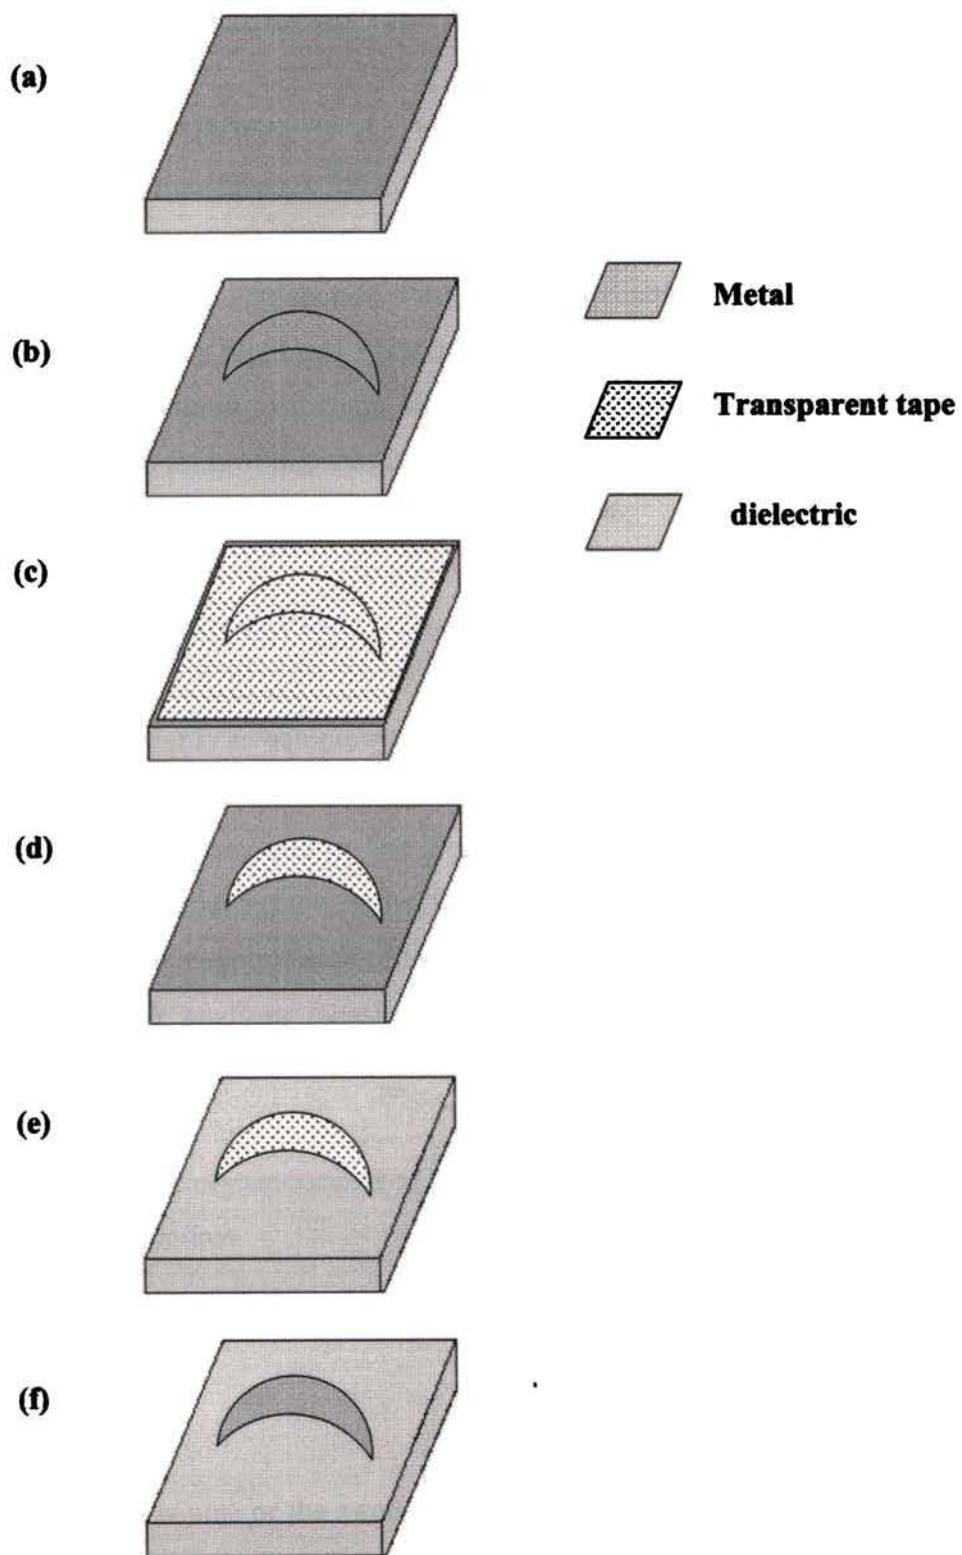 (a)
(b)
Metal
Transparent tape
(c)
dielectric
(d)
(e)
(f)